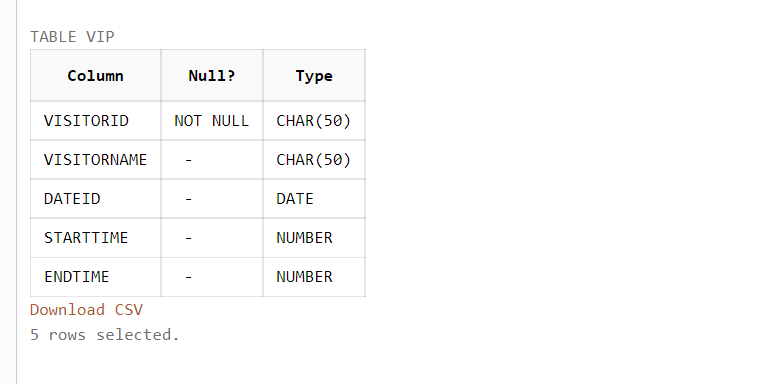 TABLE VIP
Column Null? Type
VISITORID NOT NULL CHAR(50)
VISITORNAME - CHAR(50)
DATEID - DATE
STARTTIME - NUMBER
ENDTIME - NUMBER
Download CSV
5 rows selected.